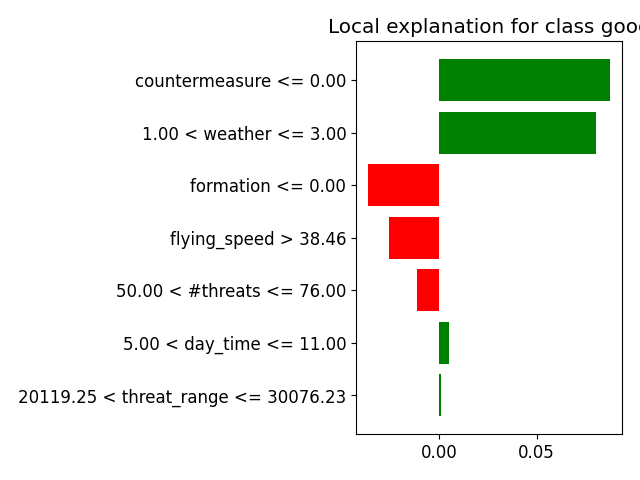 Local explanation for class goo
countermeasure <= 0.00
1.00 < weather <= 3.00
formation <= 0.00
flying_speed > 38.46
50.00 < #threats <= 76.00
5.00 < day_time <= 11.00
20119.25 < threat_range <= 30076.23
0.00 0.05